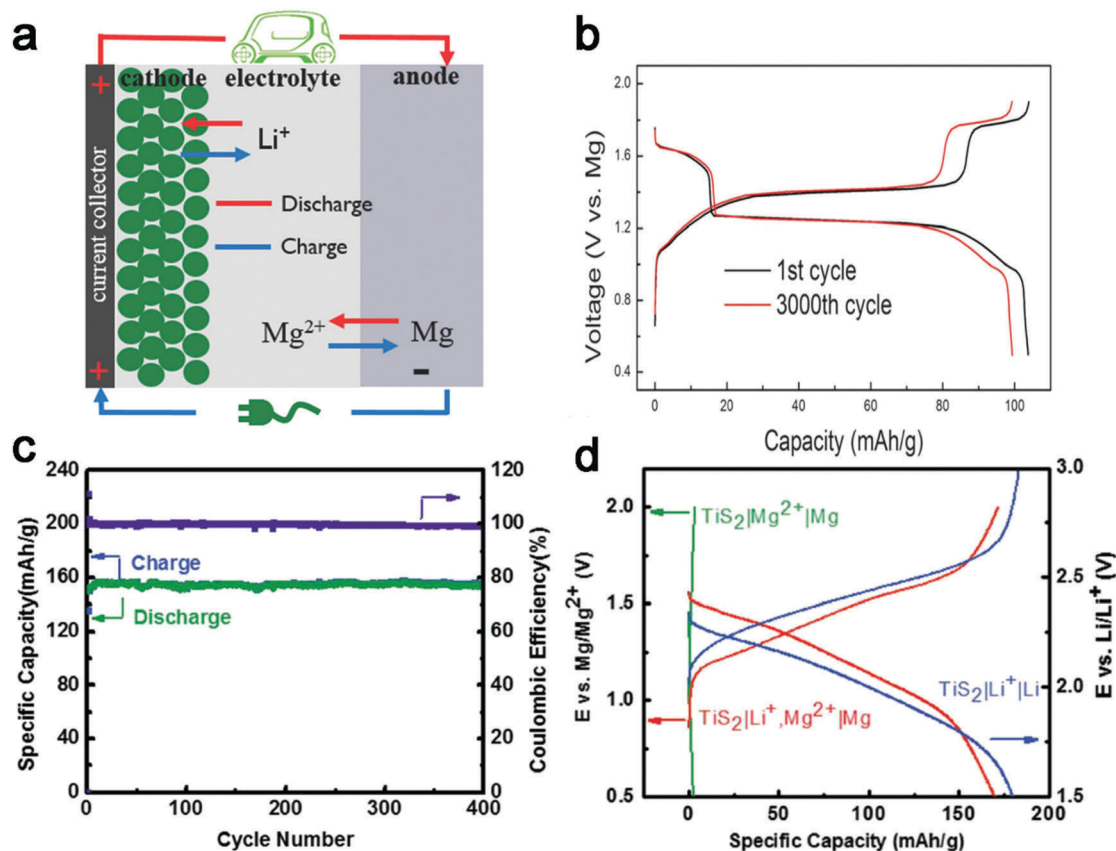 a
cathode electrolyte anode
+
current collector
+
Li⁺
Discharge
Charge
Mg²⁺ Mg
-
b
Voltage (V vs. Mg)
2.0
1.6
1.2
0.8
0.4
1st cycle
3000th cycle
0 20 40 60 80 100
Capacity (mAh/g)
c
Specific Capacity(mAh/g)
240
200
160
120
80
40
0
Charge
Discharge
120
100
80
60
40
20
0
Coulombic Efficiency(%)
0 100 200 300 400
Cycle Number
d
E vs. Mg/Mg²⁺ (V)
2.0
1.5
1.0
0.5
TiS₂|Mg²⁺|Mg
TiS₂|Li⁺|Li
TiS₂|Li⁺,Mg²⁺|Mg
3.0
2.5
2.0
1.5
E vs. Li/Li⁺ (V)
0 50 100 150 200
Specific Capacity (mAh/g)